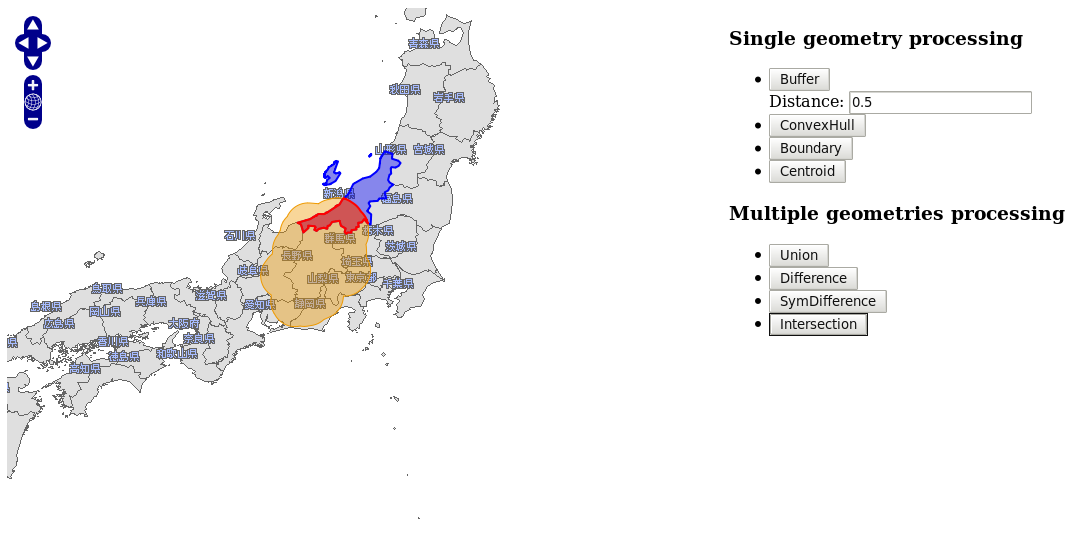 青森県
秋田県
岩手県
山形県
宮城県
新潟県
福島県
石川県
栃木県
群馬県
茨城県
長野県
埼玉県
岐阜県
山梨県
東京都
千葉県
鳥取県
兵庫県
滋賀県
愛知県
静岡県
島根県
岡山県
広島県
大阪府
奈良県
香川県
徳島県
和歌山県
高知県
Single geometry processing
Buffer
Distance: 0.5
ConvexHull
Boundary
Centroid
Multiple geometries processing
Union
Difference
SymDifference
Intersection